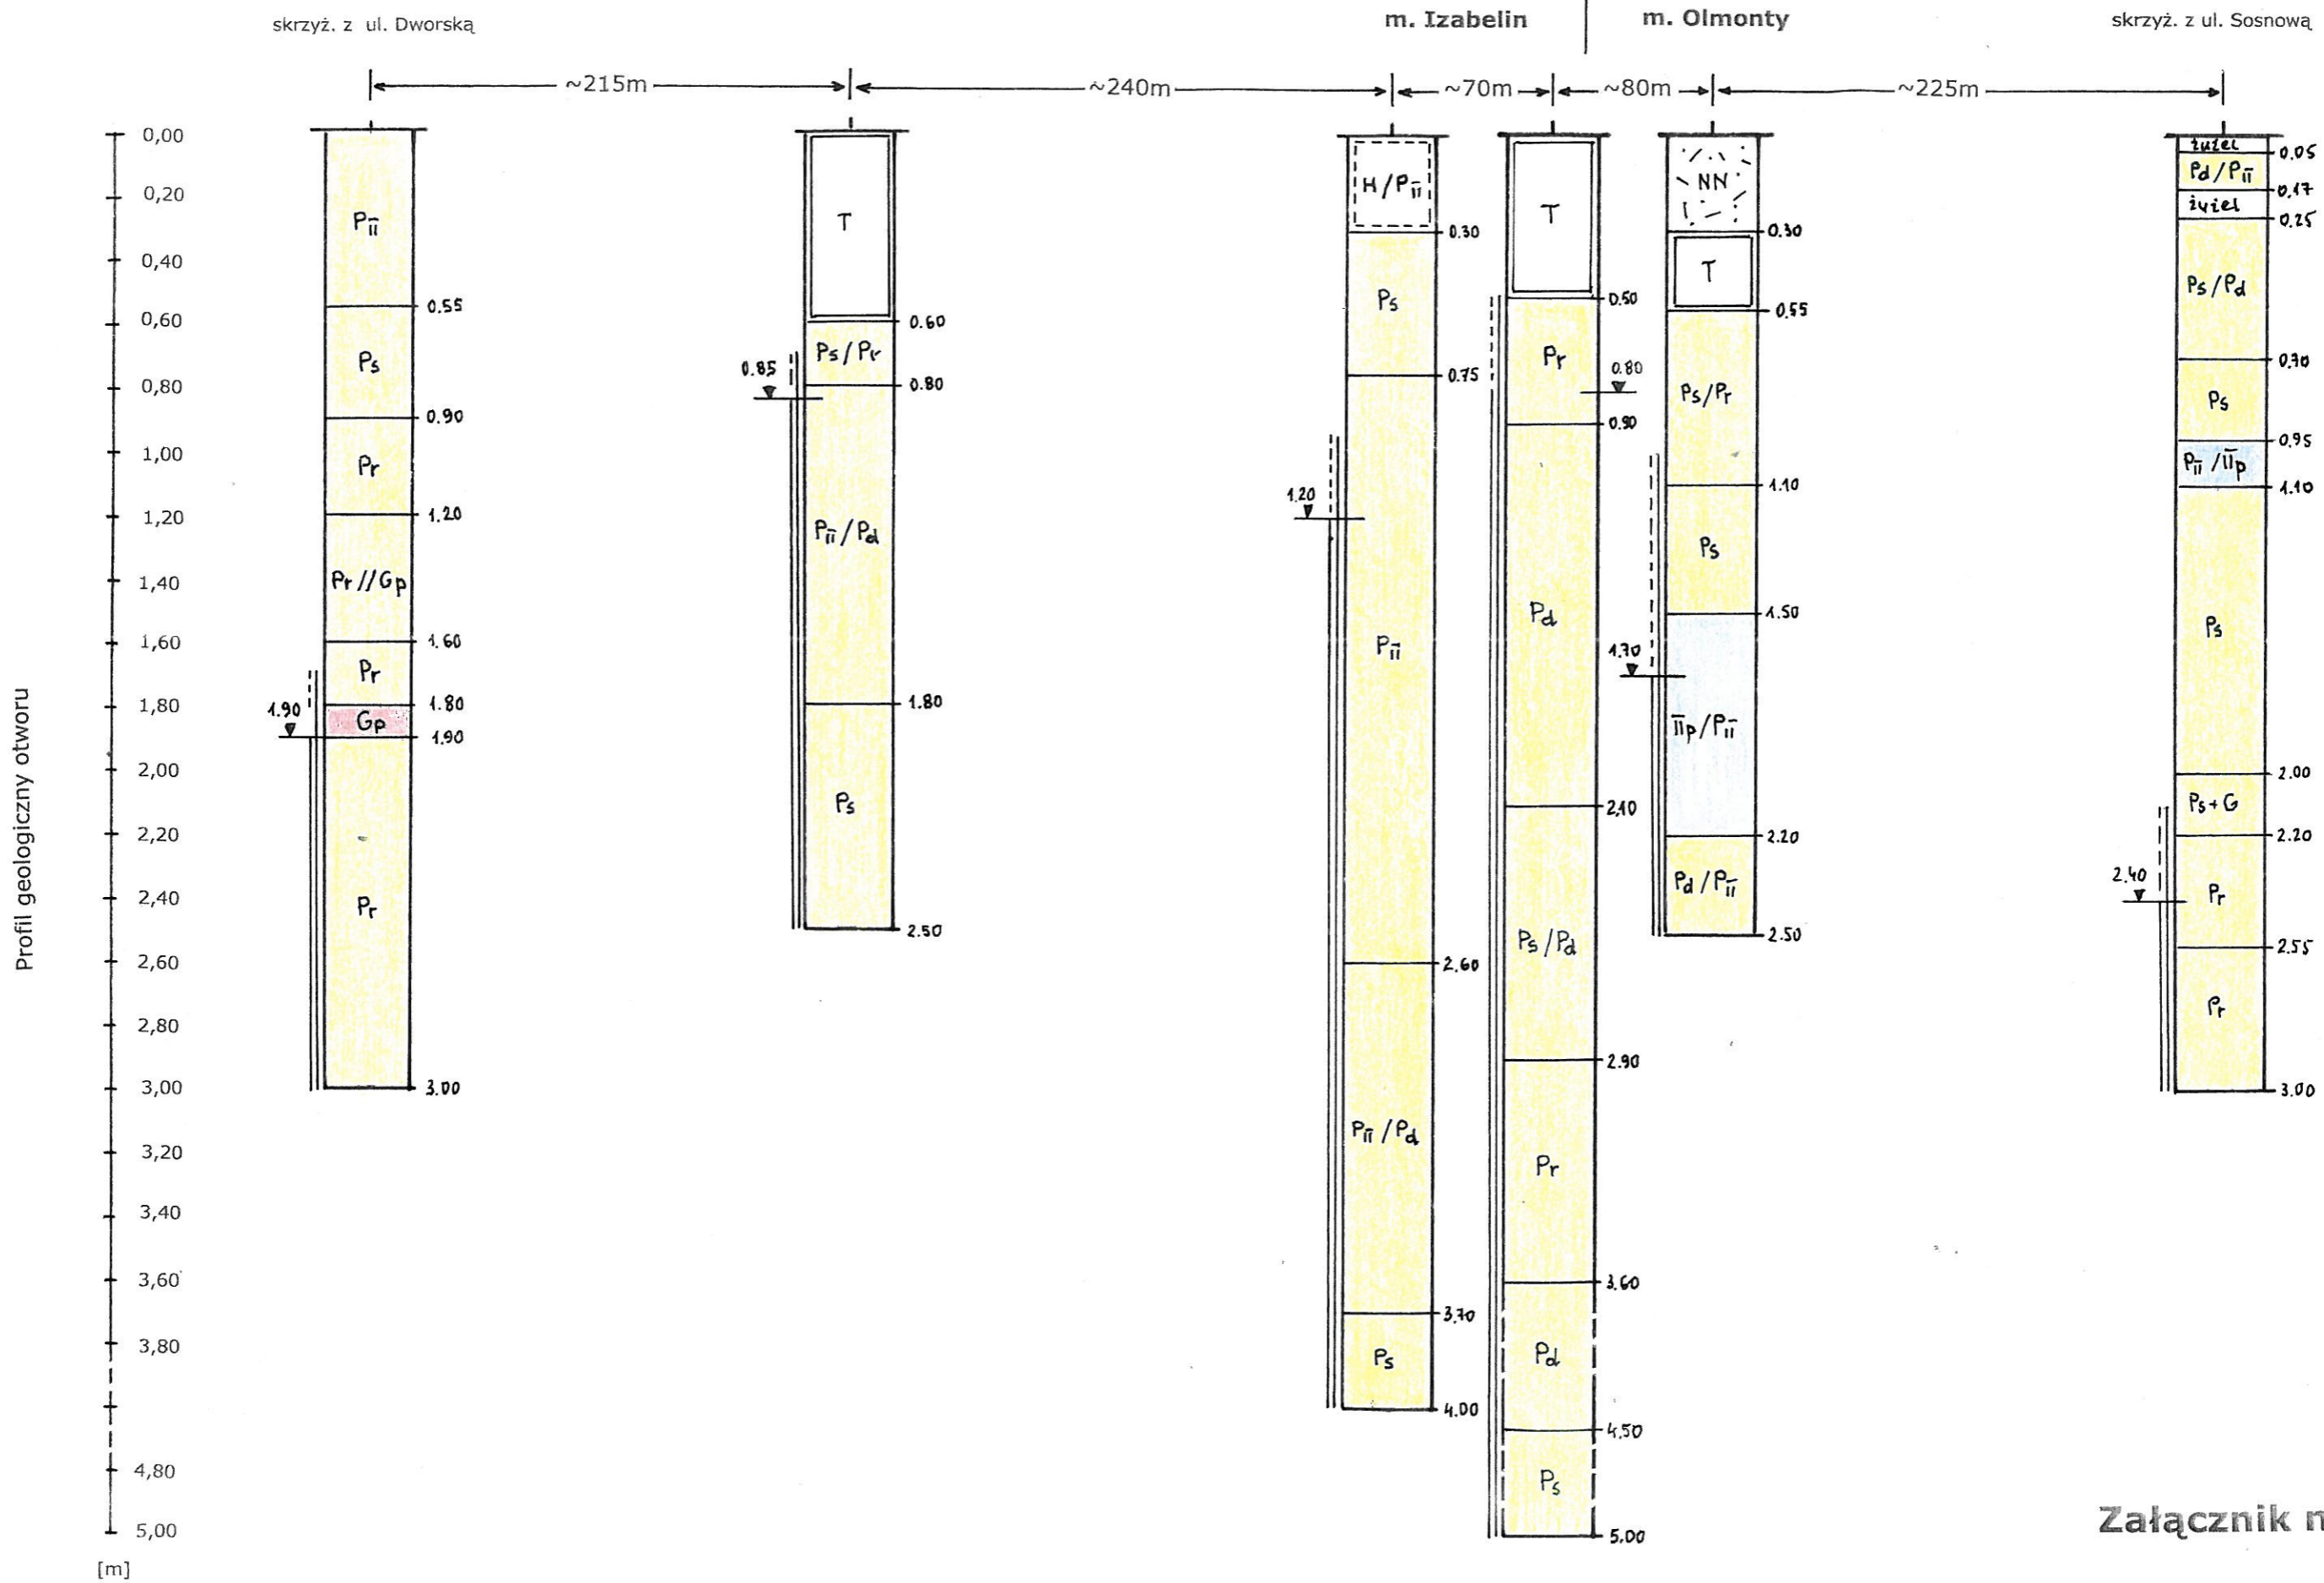 skrzyż. z ul. Dworską
m. Izabelin
m. Olmonty
skrzyż. z ul. Sosnową
~215m
~240m
~70m
~80m
~225m
Profil geologiczny otworu
0,00
0,20
0,40
0,60
0,80
1,00
1,20
1,40
1,60
1,80
2,00
2,20
2,40
2,60
2,80
3,00
3,20
3,40
3,60
3,80
4,80
5,00
[m]
Pπ
0.55
Ps
0.90
Pr
1.20
Pr//Gp
1.60
Pr
1.80
Gp
1.90
1.90
Pr
3.00
T
0.60
Ps/Pr
0.80
0.85
Pπ/Pd
1.80
Ps
2.50
H/Pπ
0.30
Ps
0.75
1.20
Pπ
2.60
Pπ/Pd
3.70
Ps
4.00
T
0.50
Pr
0.80
0.90
Pd
2,10
Ps/Pd
2.90
Pr
3.60
Pd
4.50
Ps
5.00
NN
0.30
T
0.55
Ps/Pr
1.10
Ps
1.50
1.70
πp/Pπ
2.20
Pd/Pπ
2.50
żużel
0.05
Pd/Pπ
0.17
żużel
0.25
Ps/Pd
0.70
Ps
0.95
Pπ/πp
1.10
Ps
2.00
Ps+G
2.20
2.40
Pr
2.55
Pr
3.00
Załącznik n